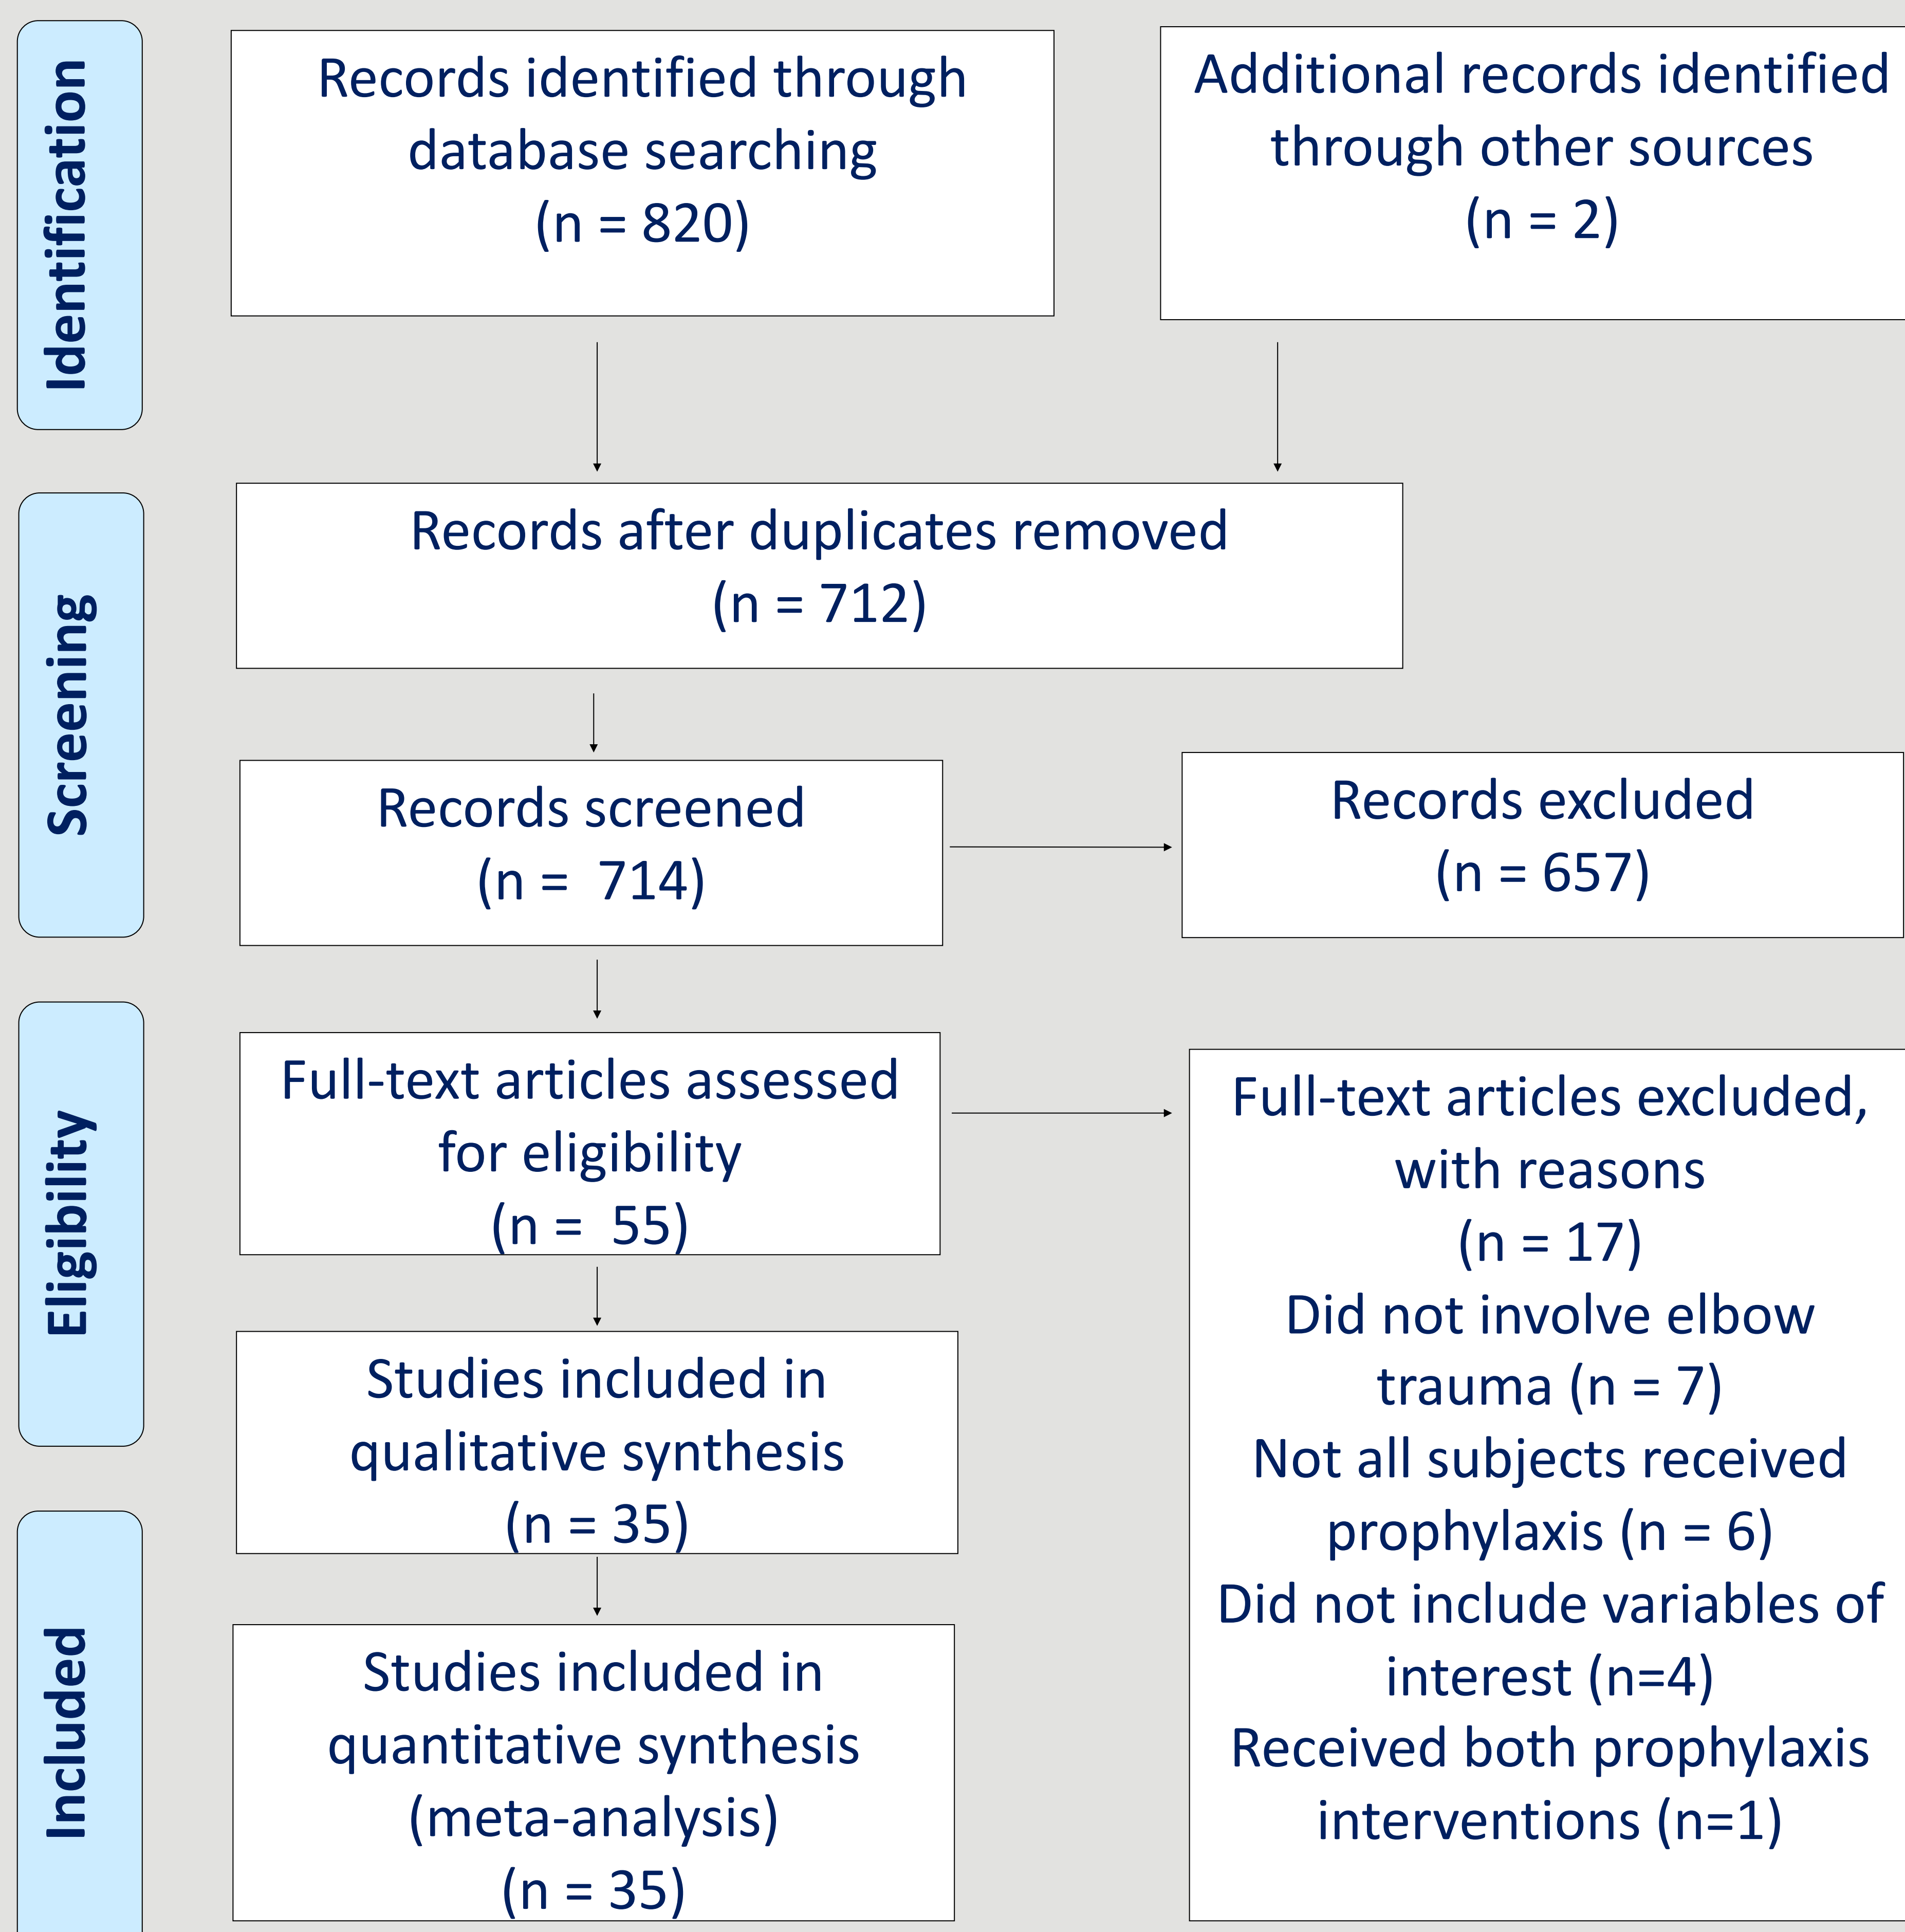 Identification
Records identified through
database searching
(n = 820)
Additional records identified
through other sources
(n = 2)
Screening
Records after duplicates removed
(n = 712)
Records screened
(n =  714)
Records excluded
(n = 657)
Eligibility
Full-text articles assessed
for eligibility
(n =  55)
Full-text articles excluded,
with reasons
(n = 17)
Did not involve elbow
trauma (n = 7)
Not all subjects received
prophylaxis (n = 6)
Did not include variables of
interest (n=4)
Received both prophylaxis
interventions (n=1)
Studies included in
qualitative synthesis
(n = 35)
Included
Studies included in
quantitative synthesis
(meta-analysis)
(n = 35)